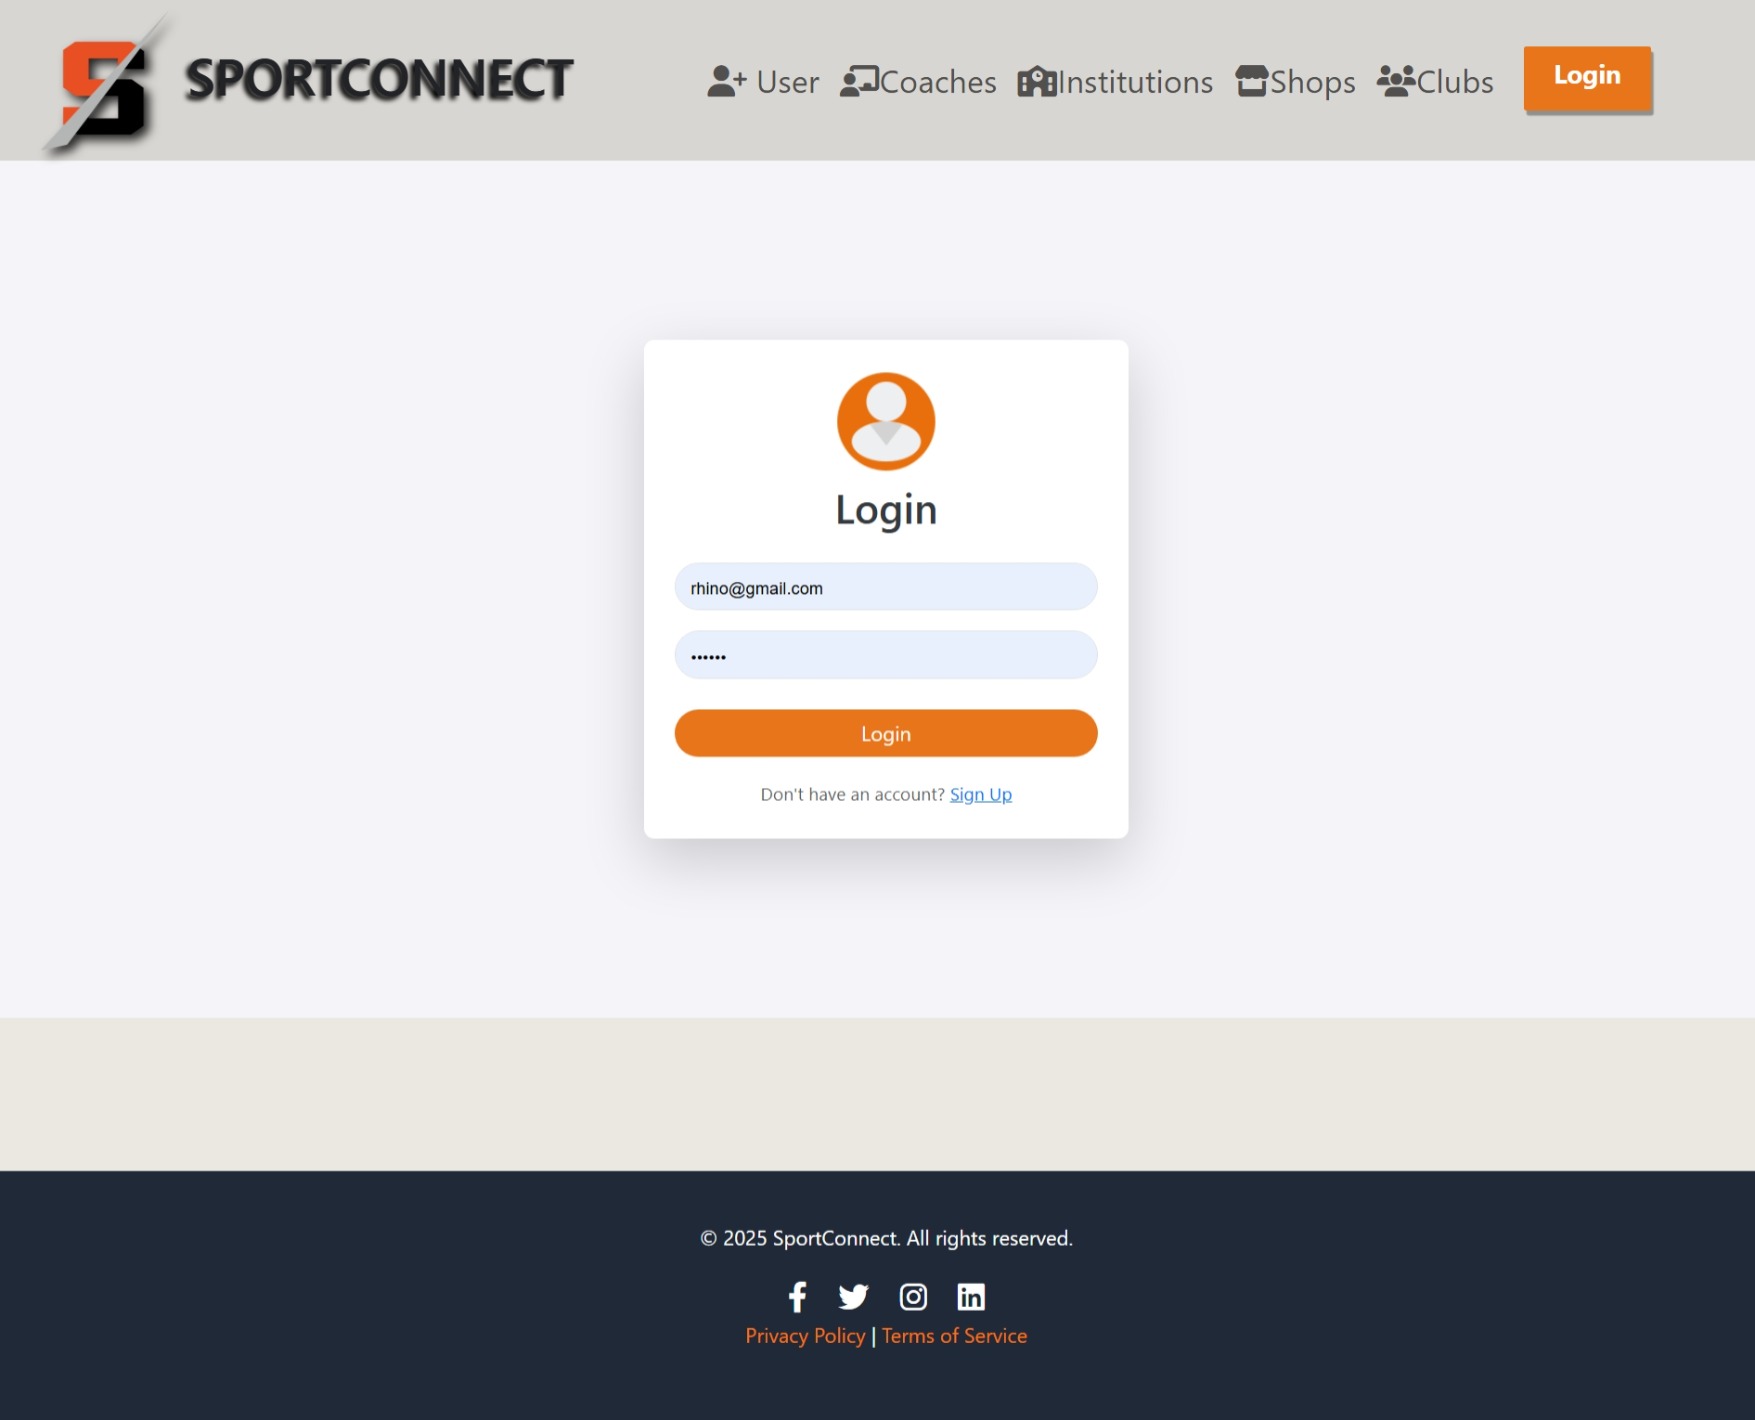 SPORTCONNECT
User Coaches Institutions Shops Clubs Login
Login
rhino@gmail.com
••••••
Login
Don't have an account? Sign Up
© 2025 SportConnect. All rights reserved.
Privacy Policy | Terms of Service